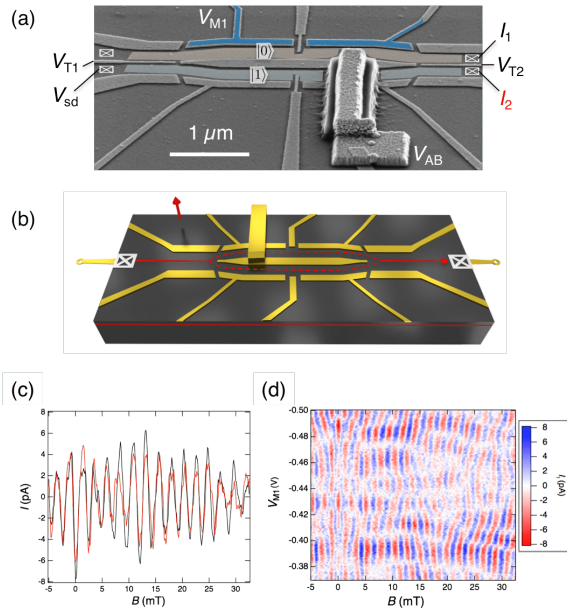 (a)
V_M1
|0⟩
I_1
V_T1
V_T2
|1⟩
V_sd
I_2
1 μm
V_AB
(b)
(c)
8
6
4
2
0
-2
-4
-6
-8
I (pA)
-5 0 5 10 15 20 25 30
B (mT)
(d)
-0.50
-0.48
-0.46
-0.44
-0.42
-0.40
-0.38
V_M1 (V)
0 5 10 15 20 25 30
B (mT)
8
6
4
2
0
-2
-4
-6
-8
I_1 (pA)